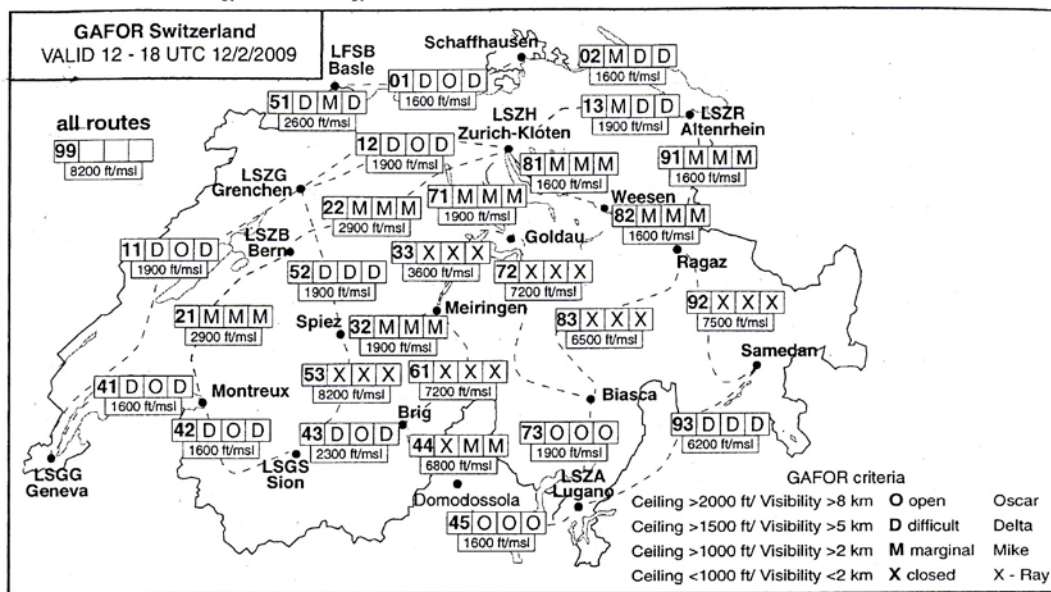 GAFOR Switzerland
VALID 12 - 18 UTC 12/2/2009
LFSB
Basle
Schaffhausen
01 D O D
1600 ft/msl
02 M D D
1600 ft/msl
51 D M D
2600 ft/msl
13 M D D
1900 ft/msl
LSZR
Altenrhein
LSZH
Zurich-Klóten
all routes
99
8200 ft/msl
12 D O D
1900 ft/msl
81 M M M
1600 ft/msl
91 M M M
1600 ft/msl
LSZG
Grenchen
22 M M M
2900 ft/msl
71 M M M
1900 ft/msl
Weesen
82 M M M
1600 ft/msl
LSZB
Bern
Goldau
11 D O D
1900 ft/msl
33 X X X
3600 ft/msl
52 D D D
1900 ft/msl
72 X X X
7200 ft/msl
Ragaz
21 M M M
2900 ft/msl
Meiringen
Spiez
32 M M M
1900 ft/msl
83 X X X
6500 ft/msl
92 X X X
7500 ft/msl
Samedan
53 X X X
8200 ft/msl
61 X X X
7200 ft/msl
41 D O D
1600 ft/msl
Montreux
Biasca
Brig
42 D O D
1600 ft/msl
43 D O D
2300 ft/msl
44 X M M
6800 ft/msl
73 O O O
1900 ft/msl
93 D D D
6200 ft/msl
LSGG
Geneva
LSGS
Sion
Domodossola
LSZA
Lugano
45 O O O
1600 ft/msl
GAFOR criteria
Ceiling >2000 ft/ Visibility >8 km O open Oscar
Ceiling >1500 ft/ Visibility >5 km D difficult Delta
Ceiling >1000 ft/ Visibility >2 km M marginal Mike
Ceiling <1000 ft/ Visibility <2 km X closed X - Ray